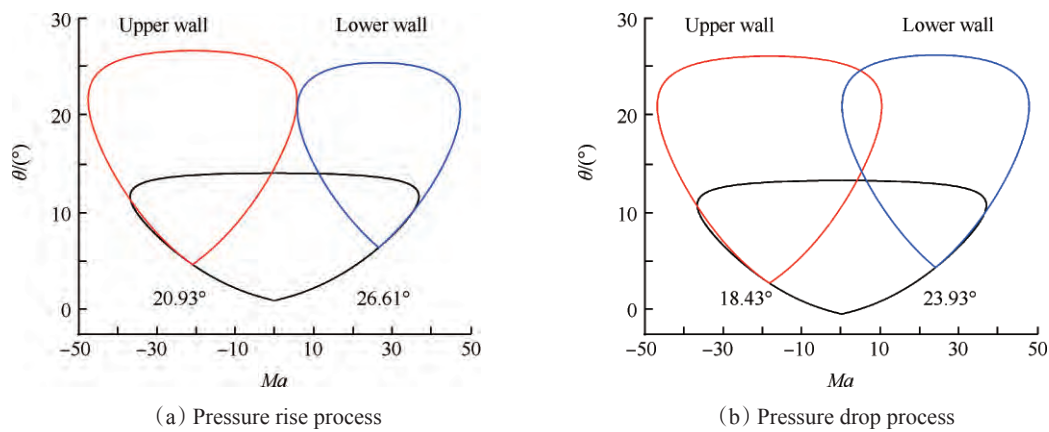 Upper wall Lower wall
30
20
10
0
θ/(°)
20.93° 26.61°
−50 −30 −10 10 30 50
Ma
(a) Pressure rise process
Upper wall Lower wall
30
20
10
0
θ/(°)
18.43° 23.93°
−50 −30 −10 10 30 50
Ma
(b) Pressure drop process